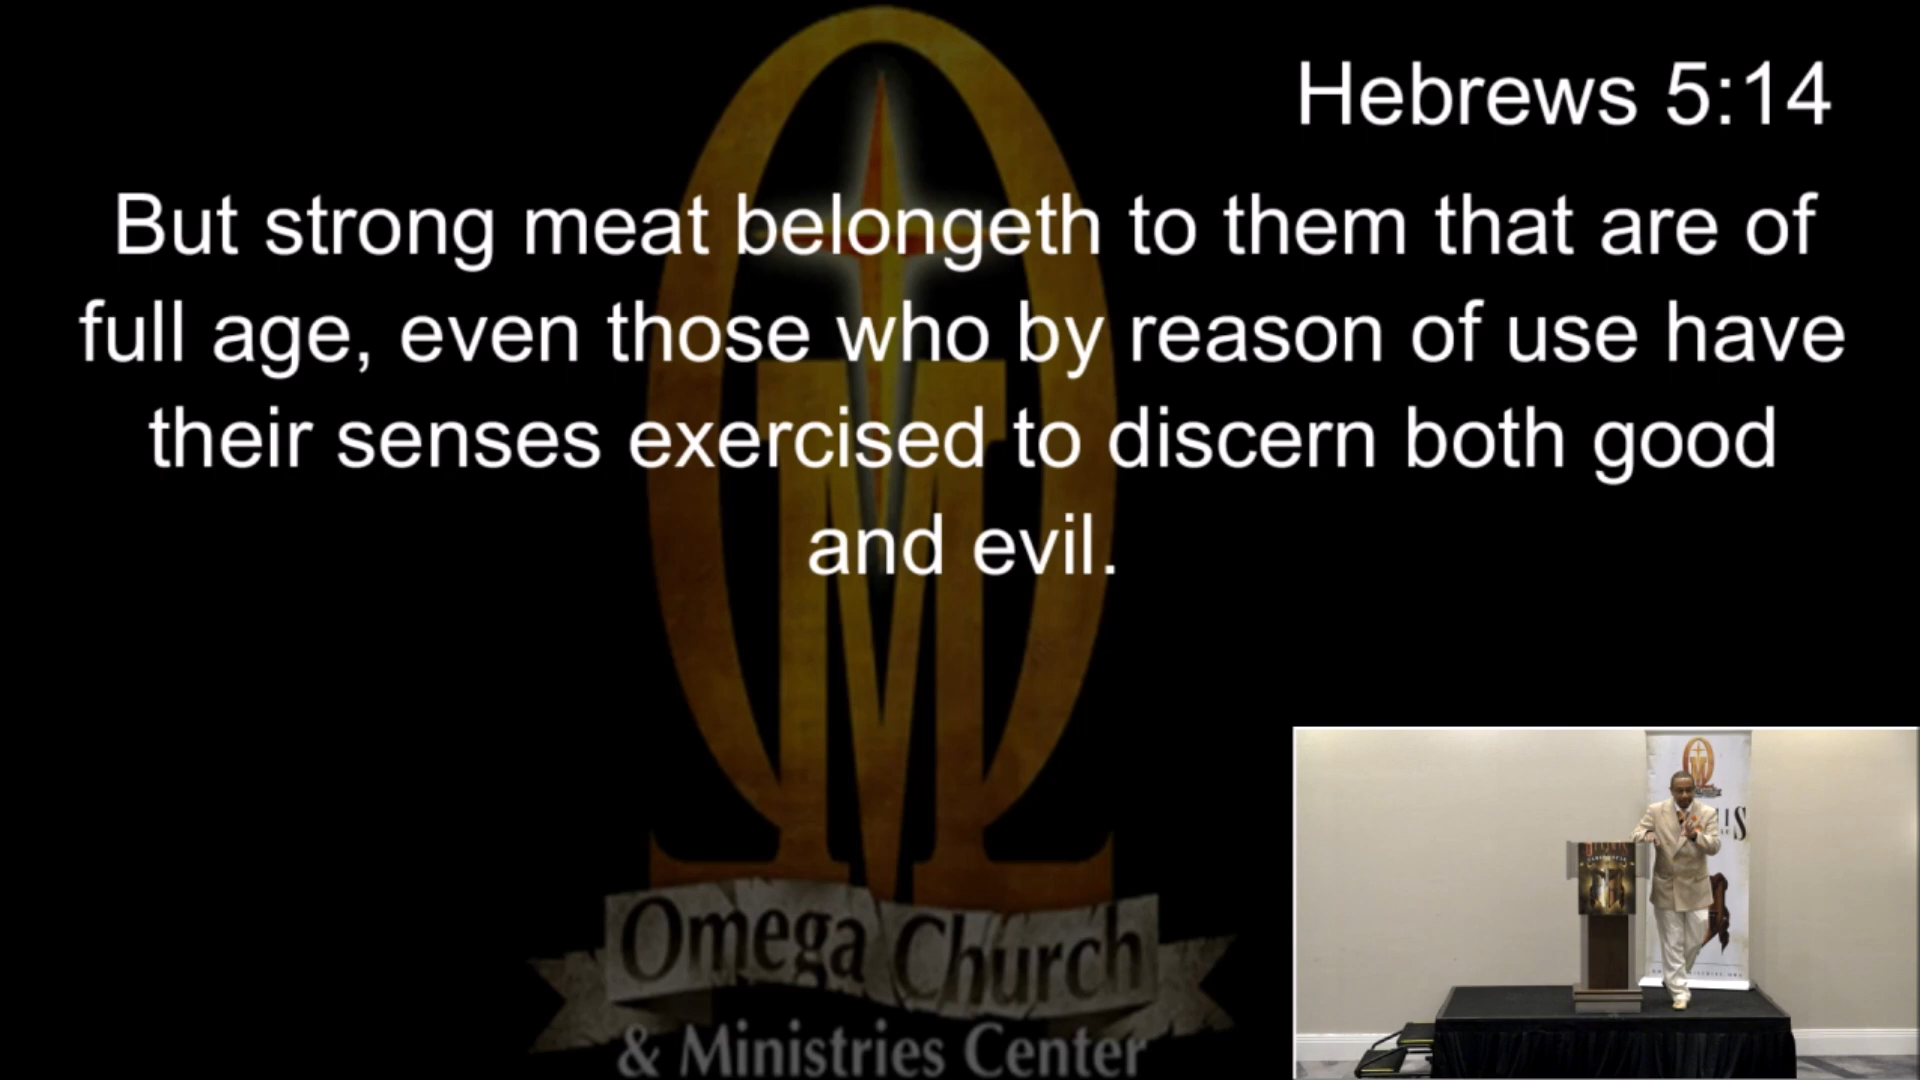 Hebrews 5:14
But strong meat belongeth to them that are of
full age, even those who by reason of use have
their senses exercised to discern both good
and evil.
Omega Church
& Ministries Center